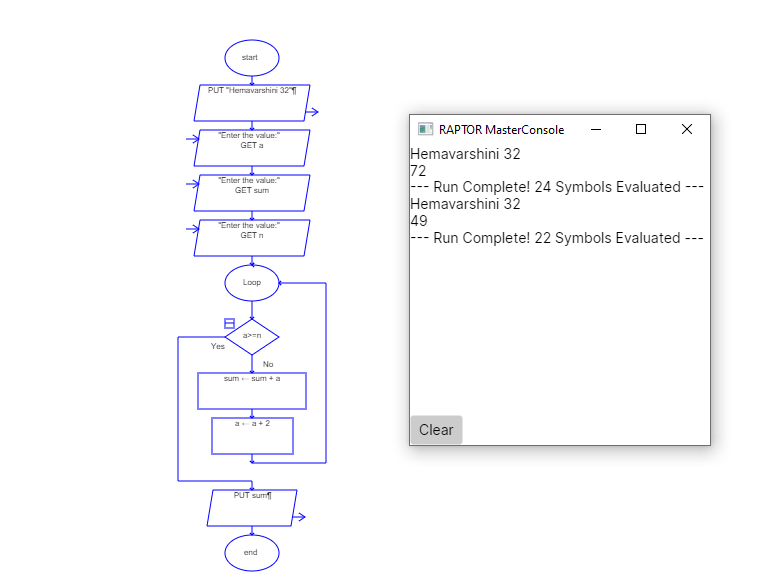 start
PUT "Hemavarshini 32"¶
"Enter the value:"
GET a
"Enter the value:"
GET sum
"Enter the value:"
GET n
Loop
a>=n
Yes
No
sum ← sum + a
a ← a + 2
PUT sum¶
end
RAPTOR MasterConsole
Hemavarshini 32
72
--- Run Complete! 24 Symbols Evaluated ---
Hemavarshini 32
49
--- Run Complete! 22 Symbols Evaluated ---
Clear